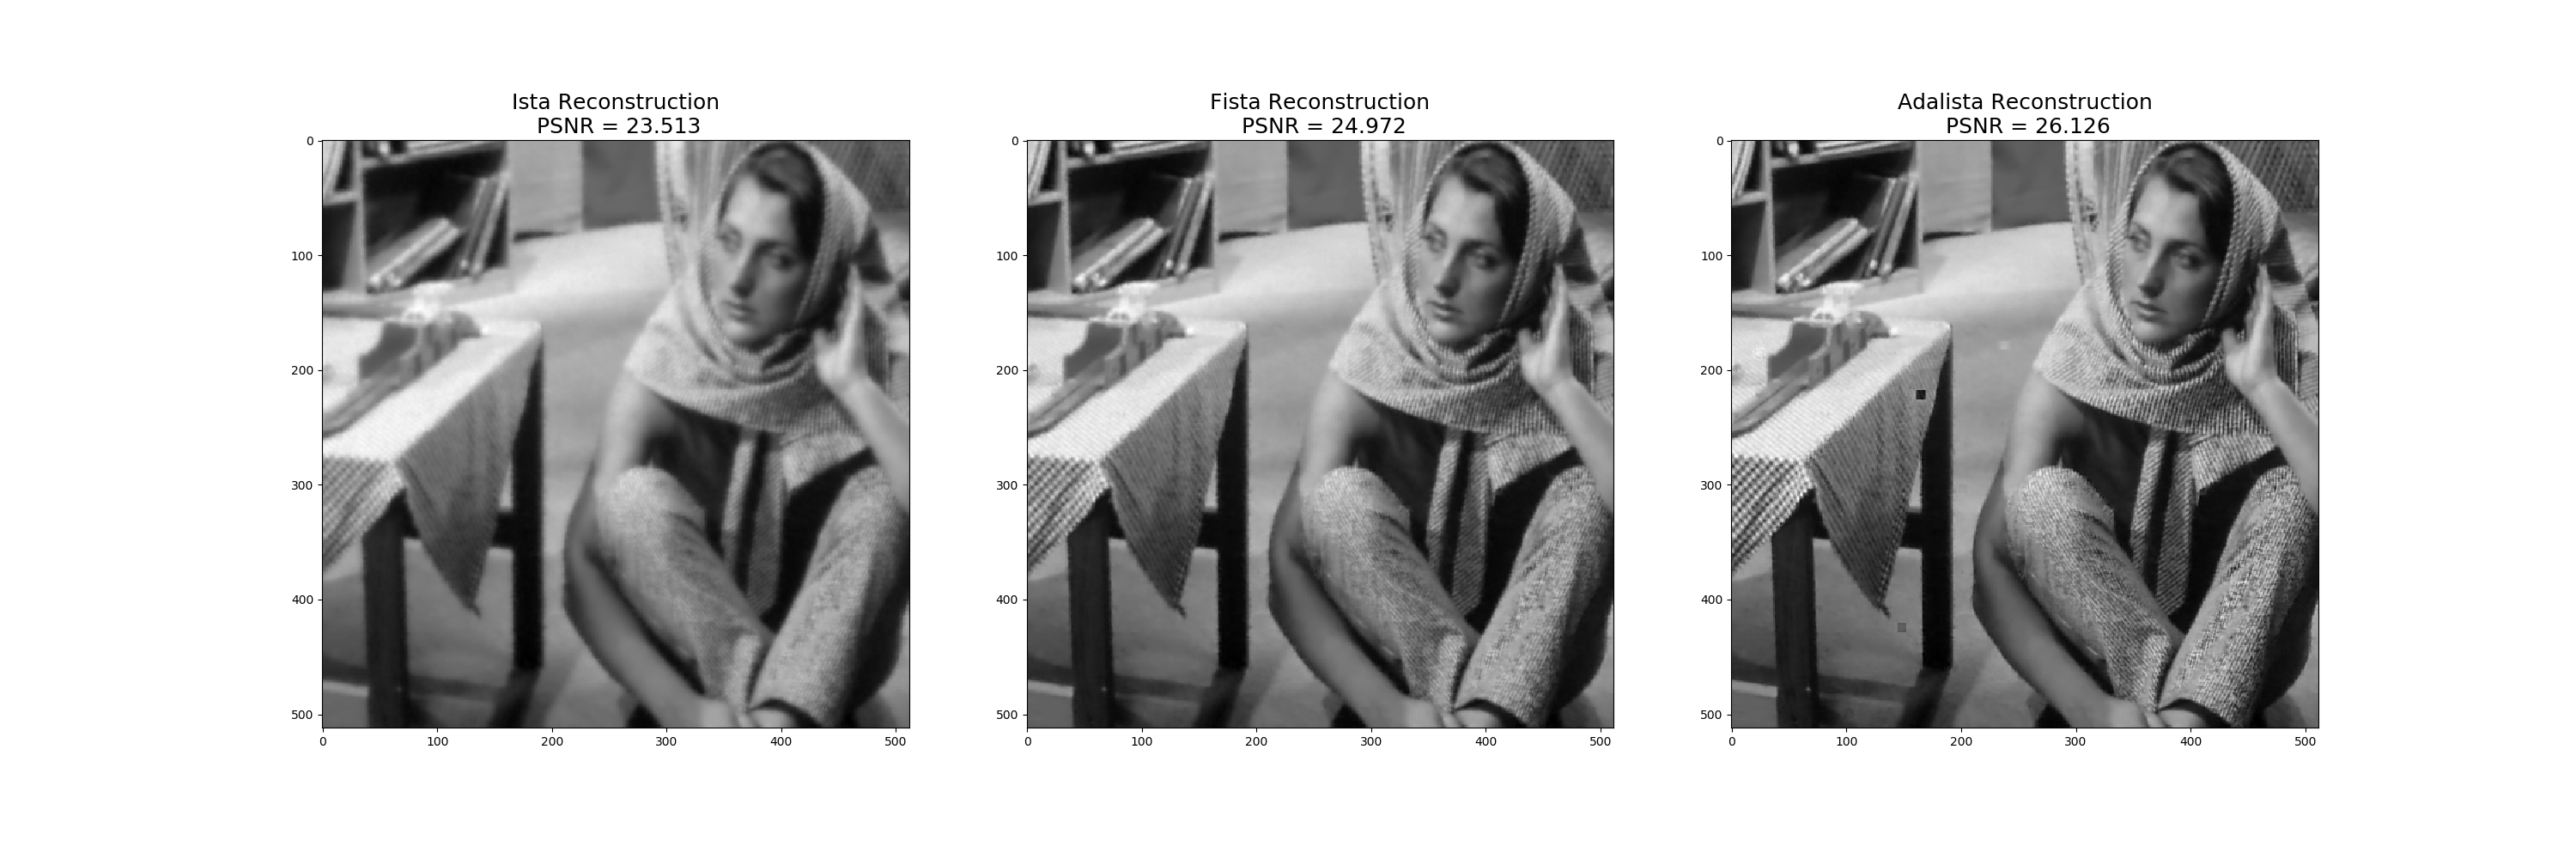 Ista Reconstruction
PSNR = 23.513
Fista Reconstruction
PSNR = 24.972
Adalista Reconstruction
PSNR = 26.126
0
100
200
300
400
500
0 100 200 300 400 500
0
100
200
300
400
500
0 100 200 300 400 500
0
100
200
300
400
500
0 100 200 300 400 500